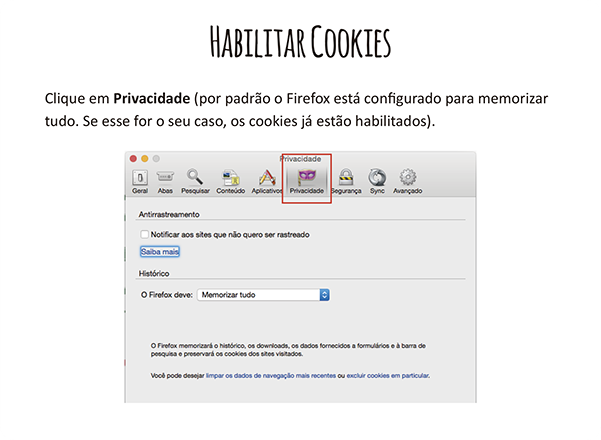 Habilitar Cookies
Clique em Privacidade (por padrão o Firefox está configurado para memorizar
tudo. Se esse for o seu caso, os cookies já estão habilitados).
Privacidade
Geral Abas Pesquisar Conteúdo Aplicativos Privacidade Segurança Sync Avançado
Antirrastreamento
Notificar aos sites que não quero ser rastreado
Saiba mais
Histórico
O Firefox deve: Memorizar tudo
O Firefox memorizará o histórico, os downloads, os dados fornecidos a formulários e à barra de
pesquisa e preservará os cookies dos sites visitados.
Você pode desejar limpar os dados de navegação mais recentes ou excluir cookies em particular.